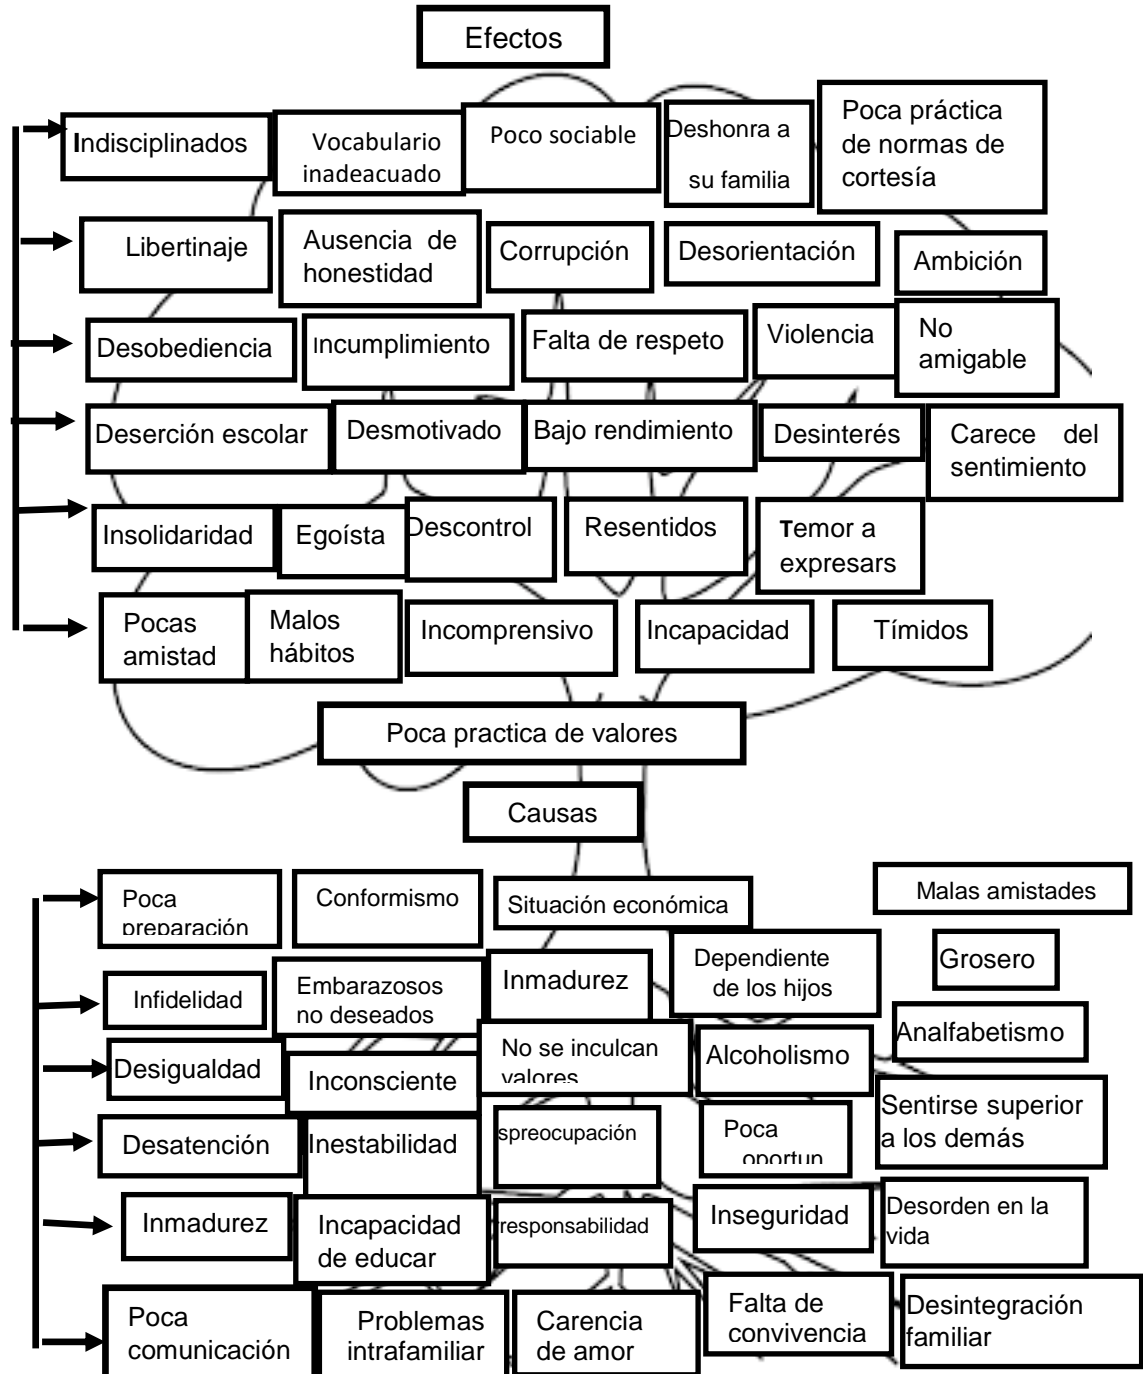 Efectos
Indisciplinados
Vocabulario
inadeacuado
Poco sociable
Deshonra a
su familia
Poca práctica
de normas de
cortesía
Libertinaje
Ausencia de
honestidad
Corrupción
Desorientación
Ambición
Desobediencia
Incumplimiento
Falta de respeto
Violencia
No
amigable
Deserción escolar
Desmotivado
Bajo rendimiento
Desinterés
Carece del
sentimiento
Insolidaridad
Egoísta
Descontrol
Resentidos
Temor a
expresars
Pocas
amistad
Malos
hábitos
Incomprensivo
Incapacidad
Tímidos
Poca practica de valores
Causas
Poca
preparación
Conformismo
Situación económica
Malas amistades
Infidelidad
Embarazosos
no deseados
Inmadurez
Dependiente
de los hijos
Grosero
Desigualdad
Inconsciente
No se inculcan
valores
Alcoholismo
Analfabetismo
Desatención
Inestabilidad
spreocupación
Poca
oportun
Sentirse superior
a los demás
Inmadurez
Incapacidad
de educar
responsabilidad
Inseguridad
Desorden en la
vida
Poca
comunicación
Problemas
intrafamiliar
Carencia
de amor
Falta de
convivencia
Desintegración
familiar